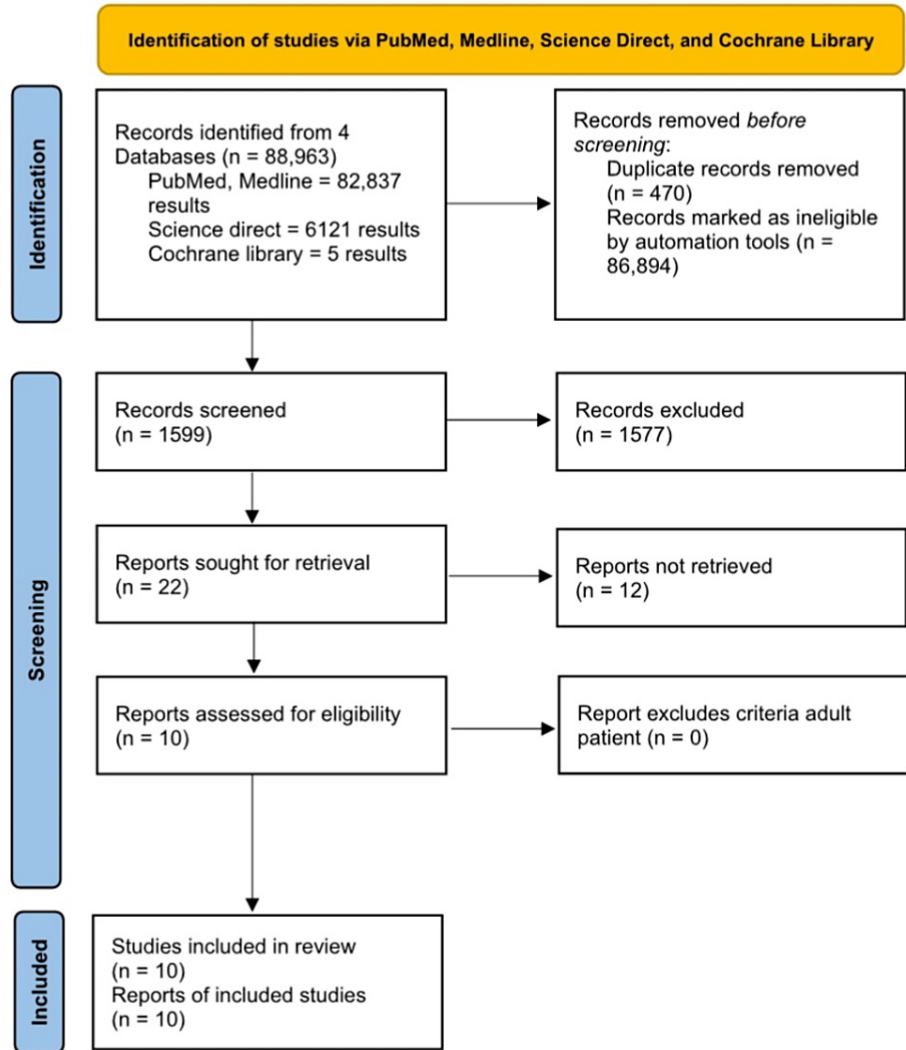 Identification of studies via PubMed, Medline, Science Direct, and Cochrane Library
Identification
Records identified from 4
Databases (n = 88,963)
PubMed, Medline = 82,837
results
Science direct = 6121 results
Cochrane library = 5 results
Records removed before
screening:
Duplicate records removed
(n = 470)
Records marked as ineligible
by automation tools (n =
86,894)
Screening
Records screened
(n = 1599)
Records excluded
(n = 1577)
Reports sought for retrieval
(n = 22)
Reports not retrieved
(n = 12)
Reports assessed for eligibility
(n = 10)
Report excludes criteria adult
patient (n = 0)
Included
Studies included in review
(n = 10)
Reports of included studies
(n = 10)